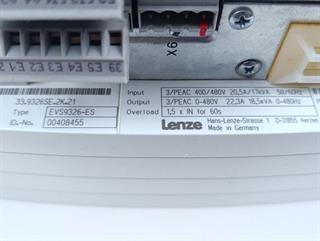 X6
39 E5 E4 E3 E2
33.9326SE.2K.21
Type EVS9326-ES
ID.-No. 00408455
Input 3/PEAC 400/480V 20,5A/17kVA 50/60Hz
Output 3/PEAC 0-480V 22,3A 18,5kVA 0-480Hz
Overload 1,5 x IN for 60s
Lenze
Hans-Lenze-Strasse 1 D-31855 Aerzen
Made in Germany